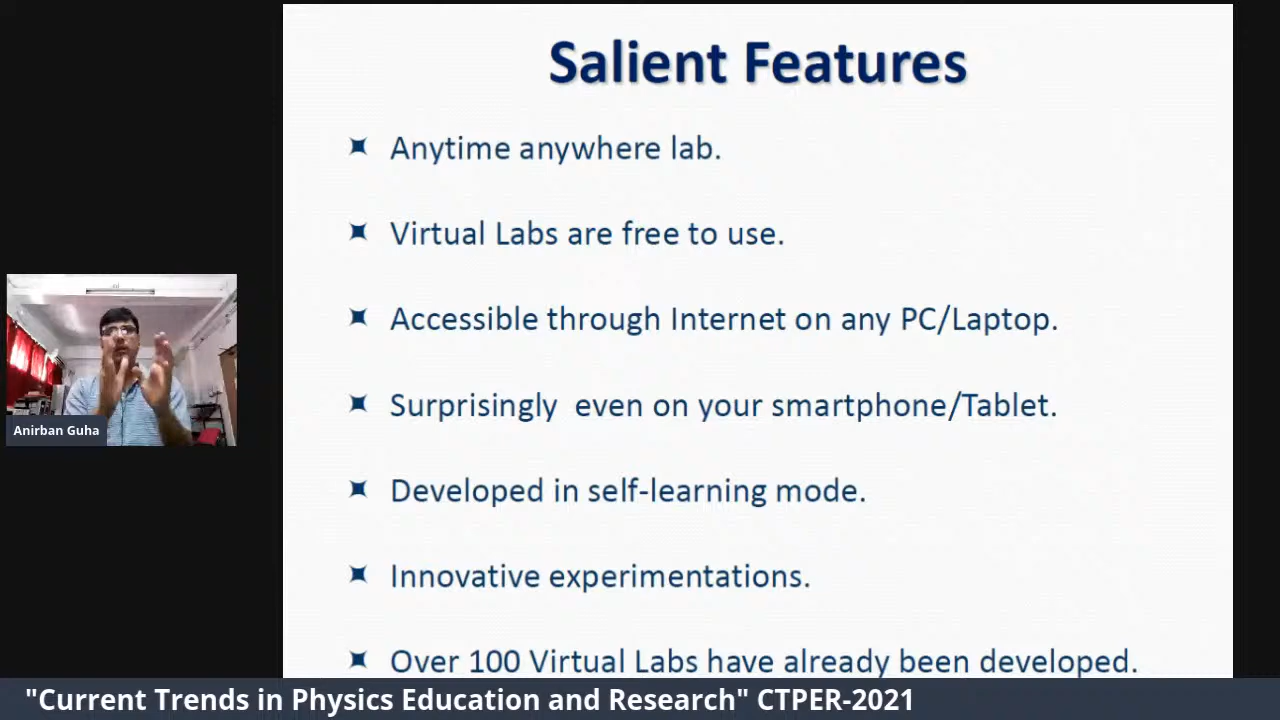 Salient Features
Anytime anywhere lab.
Virtual Labs are free to use.
Accessible through Internet on any PC/Laptop.
Surprisingly even on your smartphone/Tablet.
Developed in self-learning mode.
Innovative experimentations.
Over 100 Virtual Labs have already been developed.
Anirban Guha
"Current Trends in Physics Education and Research" CTPER-2021